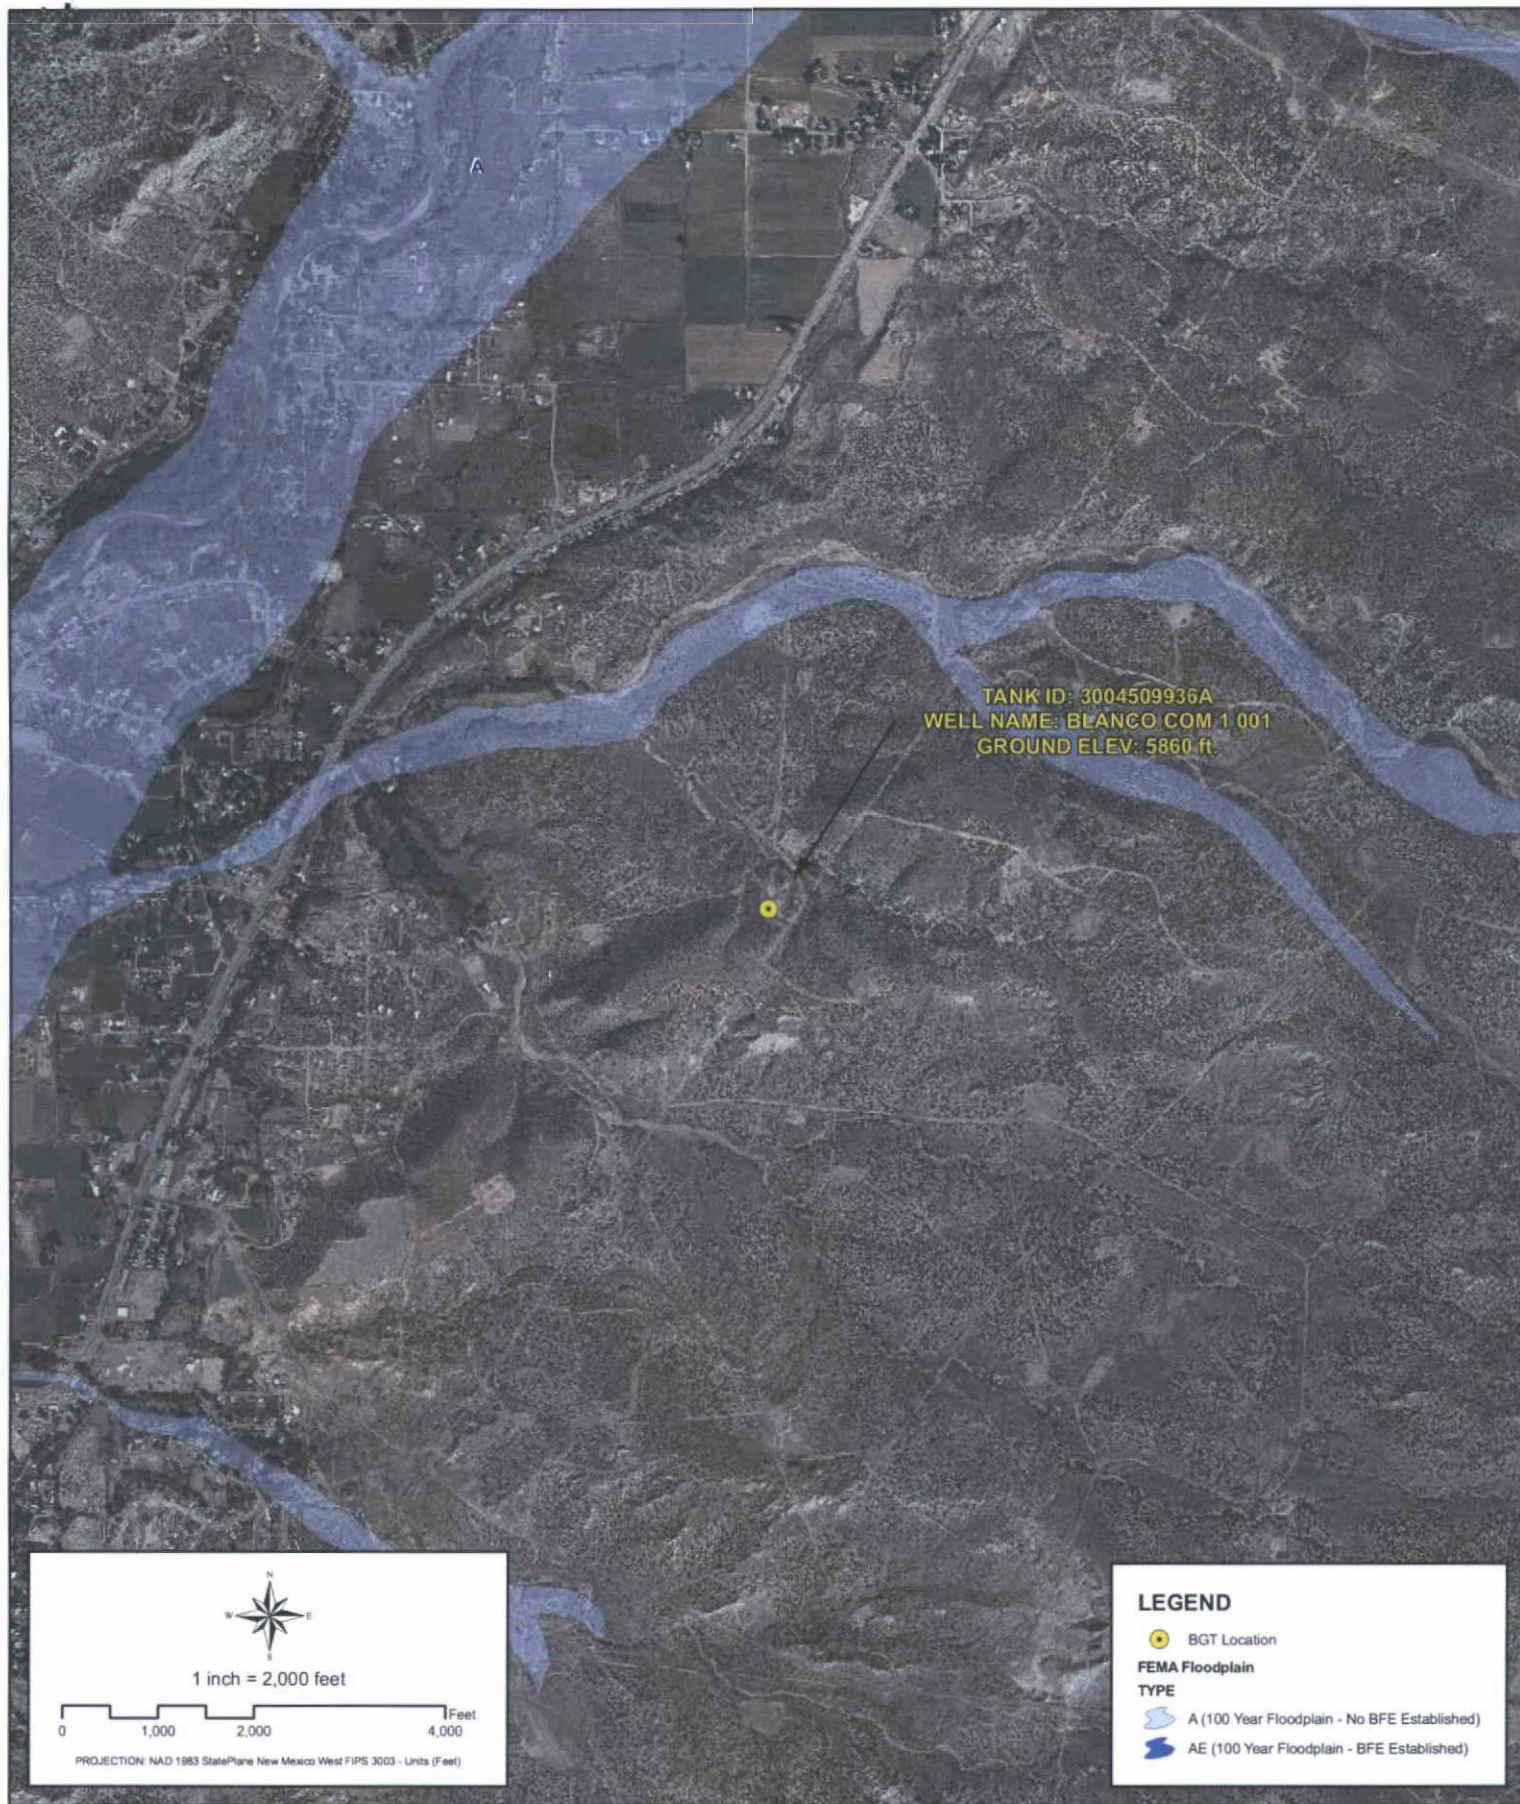 A
TANK ID: 3004509936A
WELL NAME: BLANCO COM 1 001
GROUND ELEV: 5860 ft.
N
W E
S
1 inch = 2,000 feet
Feet
0 1,000 2,000 4,000
PROJECTION: NAD 1983 StatePlane New Mexico West FIPS 3003 - Units (Feet)
LEGEND
BGT Location
FEMA Floodplain
TYPE
A (100 Year Floodplain - No BFE Established)
AE (100 Year Floodplain - BFE Established)